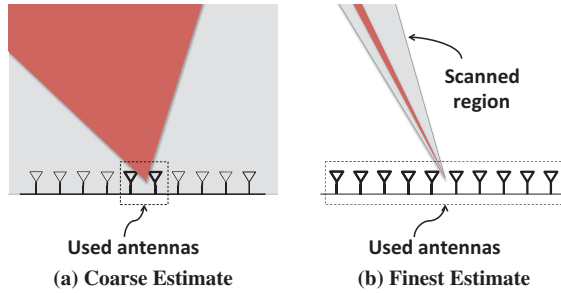 Scanned
region
Used antennas
Used antennas
(a) Coarse Estimate
(b) Finest Estimate